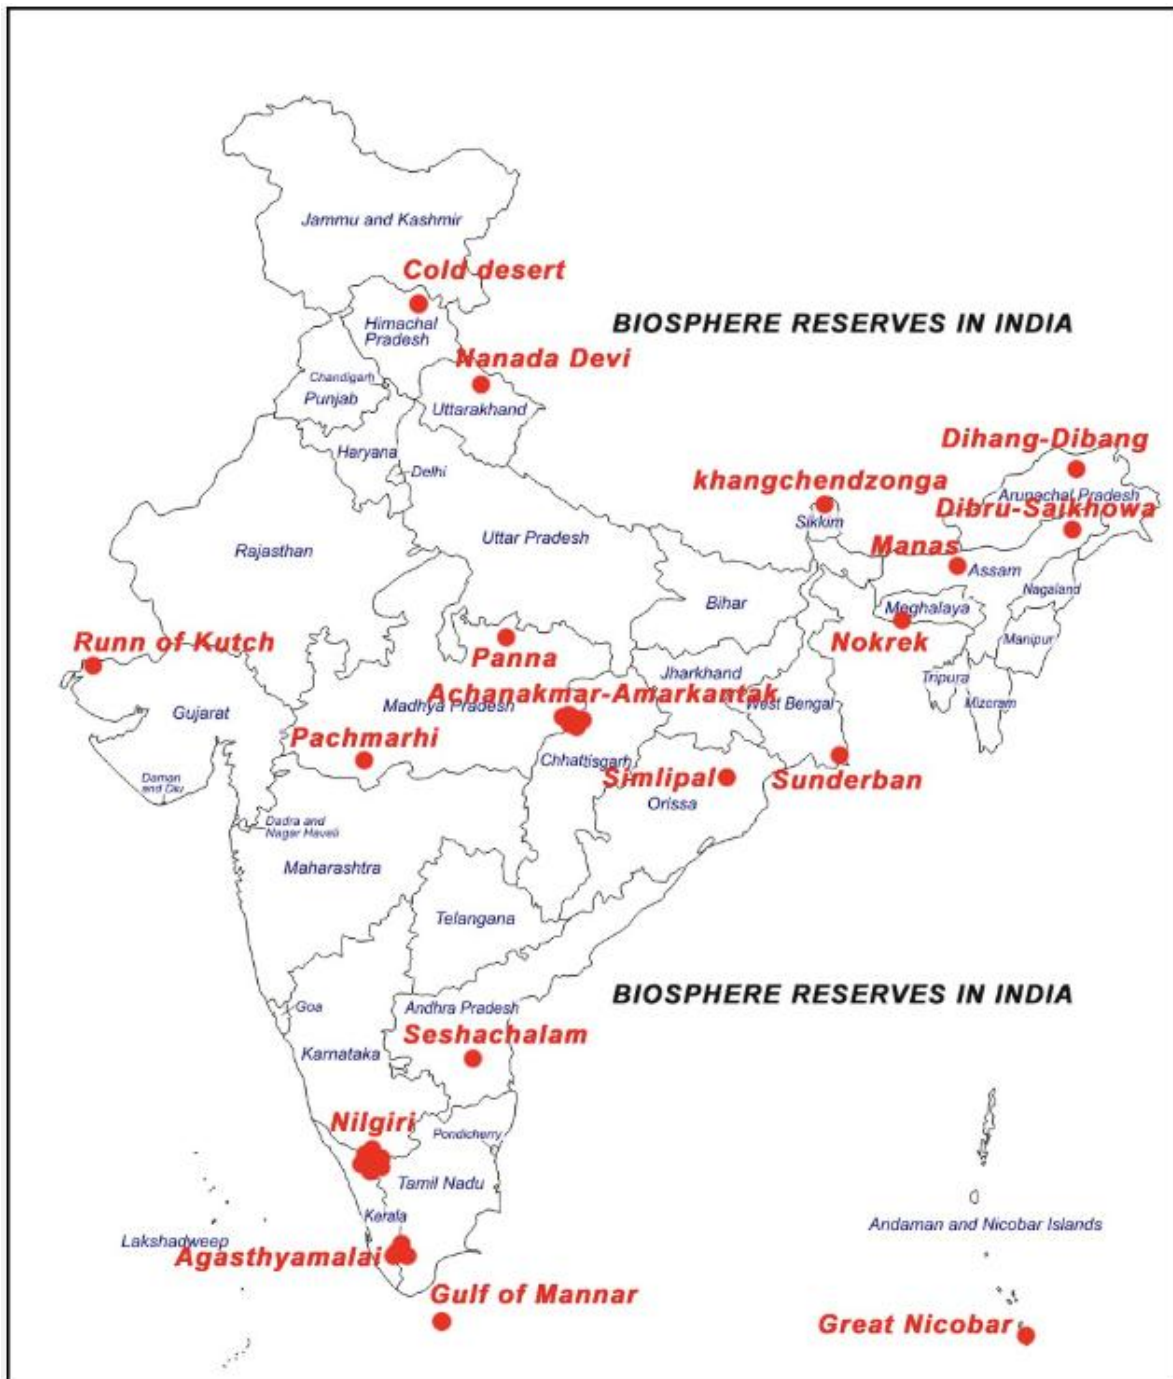 Jammu and Kashmir
Cold desert
BIOSPHERE RESERVES IN INDIA
Himachal
Pradesh
Nanada Devi
Chandigarh
Punjab
Uttarakhand
Dihang-Dibang
Haryana
Delhi
khangchendzonga
Arunachal Pradesh
Dibru-Saikhowa
Sikkim
Uttar Pradesh
Manas
Rajasthan
Assam
Nagaland
Bihar
Meghalaya
Runn of Kutch
Nokrek
Manipur
Panna
Jharkhand
Tripura
Achanakmar-Amarkantak
Madhya Pradesh
West Bengal
Mizoram
Gujarat
Pachmarhi
Chhattisgarh
Simlipal
Sunderban
Daman
and Diu
Orissa
Dadra and
Nagar Haveli
Maharashtra
Telangana
BIOSPHERE RESERVES IN INDIA
Goa
Andhra Pradesh
Seshachalam
Karnataka
Nilgiri
Pondicherry
Tamil Nadu
Kerala
Andaman and Nicobar Islands
Lakshadweep
Agasthyamalai
Gulf of Mannar
Great Nicobar